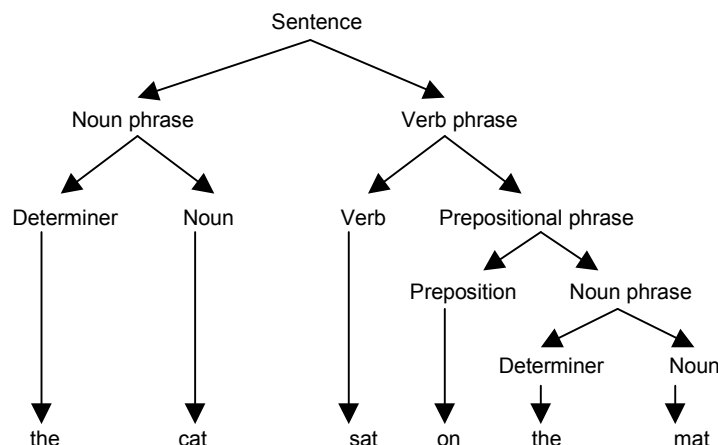 Sentence
Noun phrase Verb phrase
Determiner Noun Verb Prepositional phrase
Preposition Noun phrase
Determiner Noun
the cat sat on the mat